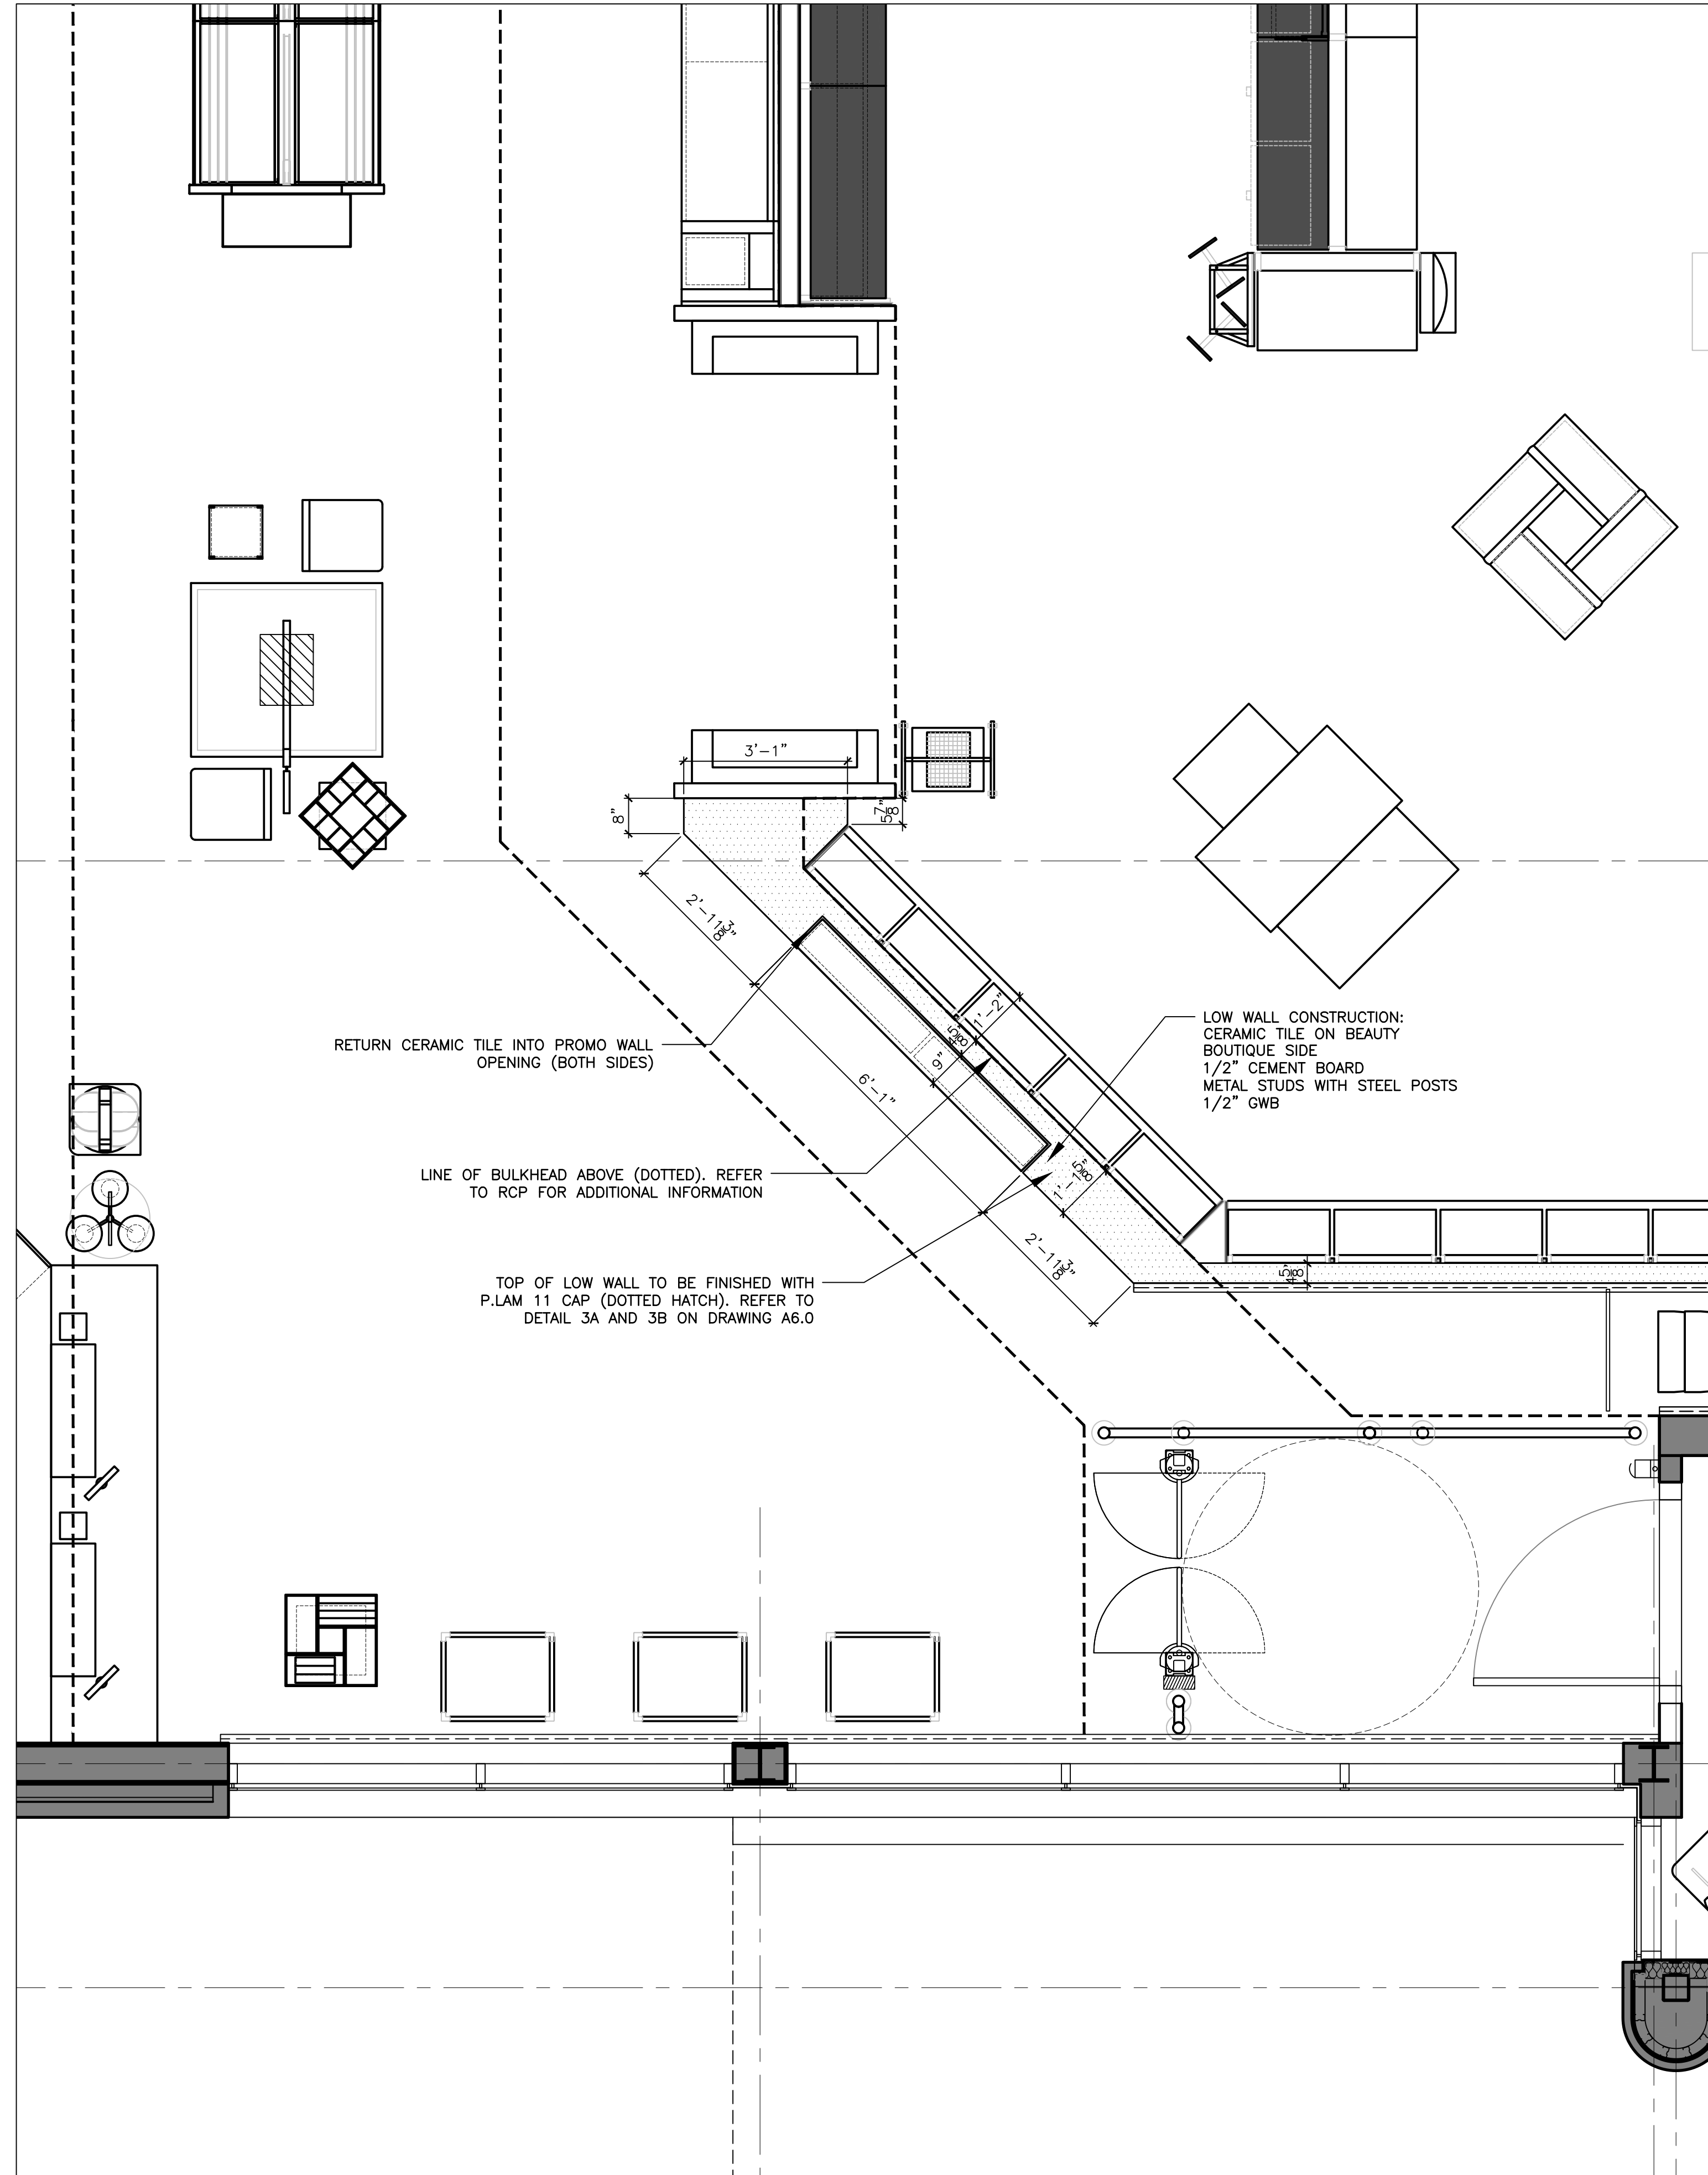 3'-1"
8"
5 7/8"
2'-11 3/8"
1'-2"
4 5/8"
9"
6'-1"
RETURN CERAMIC TILE INTO PROMO WALL
OPENING (BOTH SIDES)
LOW WALL CONSTRUCTION:
CERAMIC TILE ON BEAUTY
BOUTIQUE SIDE
1/2" CEMENT BOARD
METAL STUDS WITH STEEL POSTS
1/2" GWB
LINE OF BULKHEAD ABOVE (DOTTED). REFER
TO RCP FOR ADDITIONAL INFORMATION
1'-1 5/8"
2'-11 3/8"
4 5/8"
TOP OF LOW WALL TO BE FINISHED WITH
P.LAM 11 CAP (DOTTED HATCH). REFER TO
DETAIL 3A AND 3B ON DRAWING A6.0